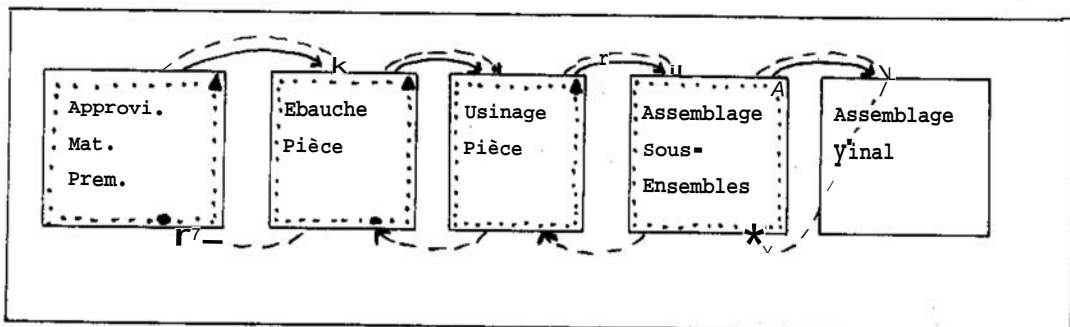 Approvi.
Mat.
Prem.
Ebauche
Pièce
Usinage
Pièce
Assemblage
Sous-
Ensembles
Assemblage
y'inal